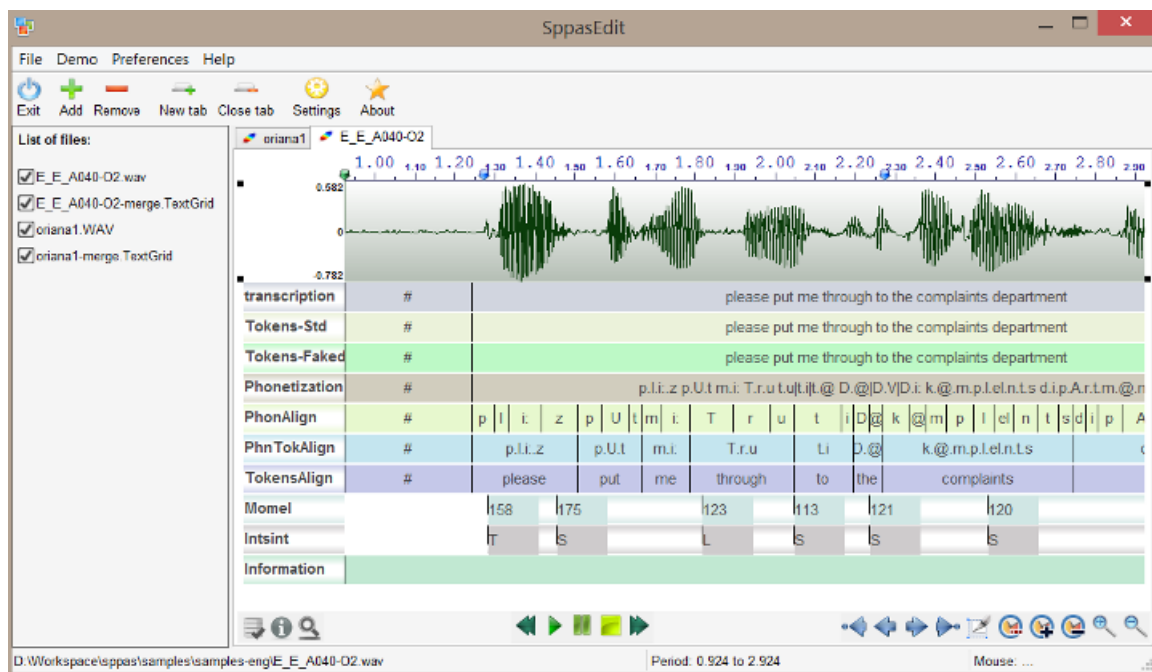 SppasEdit
File Demo Preferences Help
Exit Add Remove New tab Close tab Settings About
List of files:
E_E_A040-O2.wav
E_E_A040-O2-merge.TextGrid
oriana1.WAV
oriana1-merge.TextGrid
oriana1 E_E_A040-O2
1.00 1.10 1.20 1.30 1.40 1.50 1.60 1.70 1.80 1.90 2.00 2.10 2.20 2.30 2.40 2.50 2.60 2.70 2.80 2.90
0.582
0
-0.782
transcription # please put me through to the complaints department
Tokens-Std # please put me through to the complaints department
Tokens-Faked # please put me through to the complaints department
Phonetization # p.l.i:.z p.U.t m.i: T.r.u t.u|t.i|t.@ D.@|D.V|D.i: k.@.m.p.l.eI.n.t.s d.i.p.A.r.t.m.@.n
PhonAlign # p l i: z p U t m i: T r u t i D @ k @ m p l eI n t s d i p A
PhnTokAlign # p.l.i:.z p.U.t m.i: T.r.u t.i D.@ k.@.m.p.l.eI.n.t.s
TokensAlign # please put me through to the complaints
Momel 158 175 123 113 121 120
Intsint T S L S S S
Information
D:\Workspace\sppas\samples\samples-eng\E_E_A040-O2.wav Period: 0.924 to 2.924 Mouse: ...